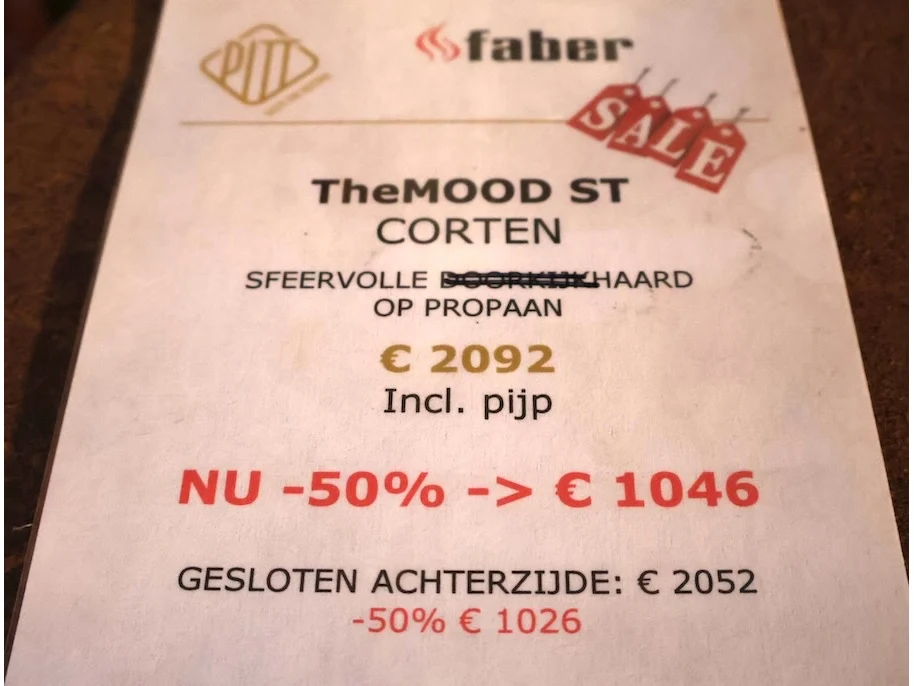 PITT
faber
SALE
TheMOOD ST
CORTEN
SFEERVOLLE DOORKIJKHAARD
OP PROPAAN
€ 2092
Incl. pijp
NU -50% -> € 1046
GESLOTEN ACHTERZIJDE: € 2052
-50% € 1026